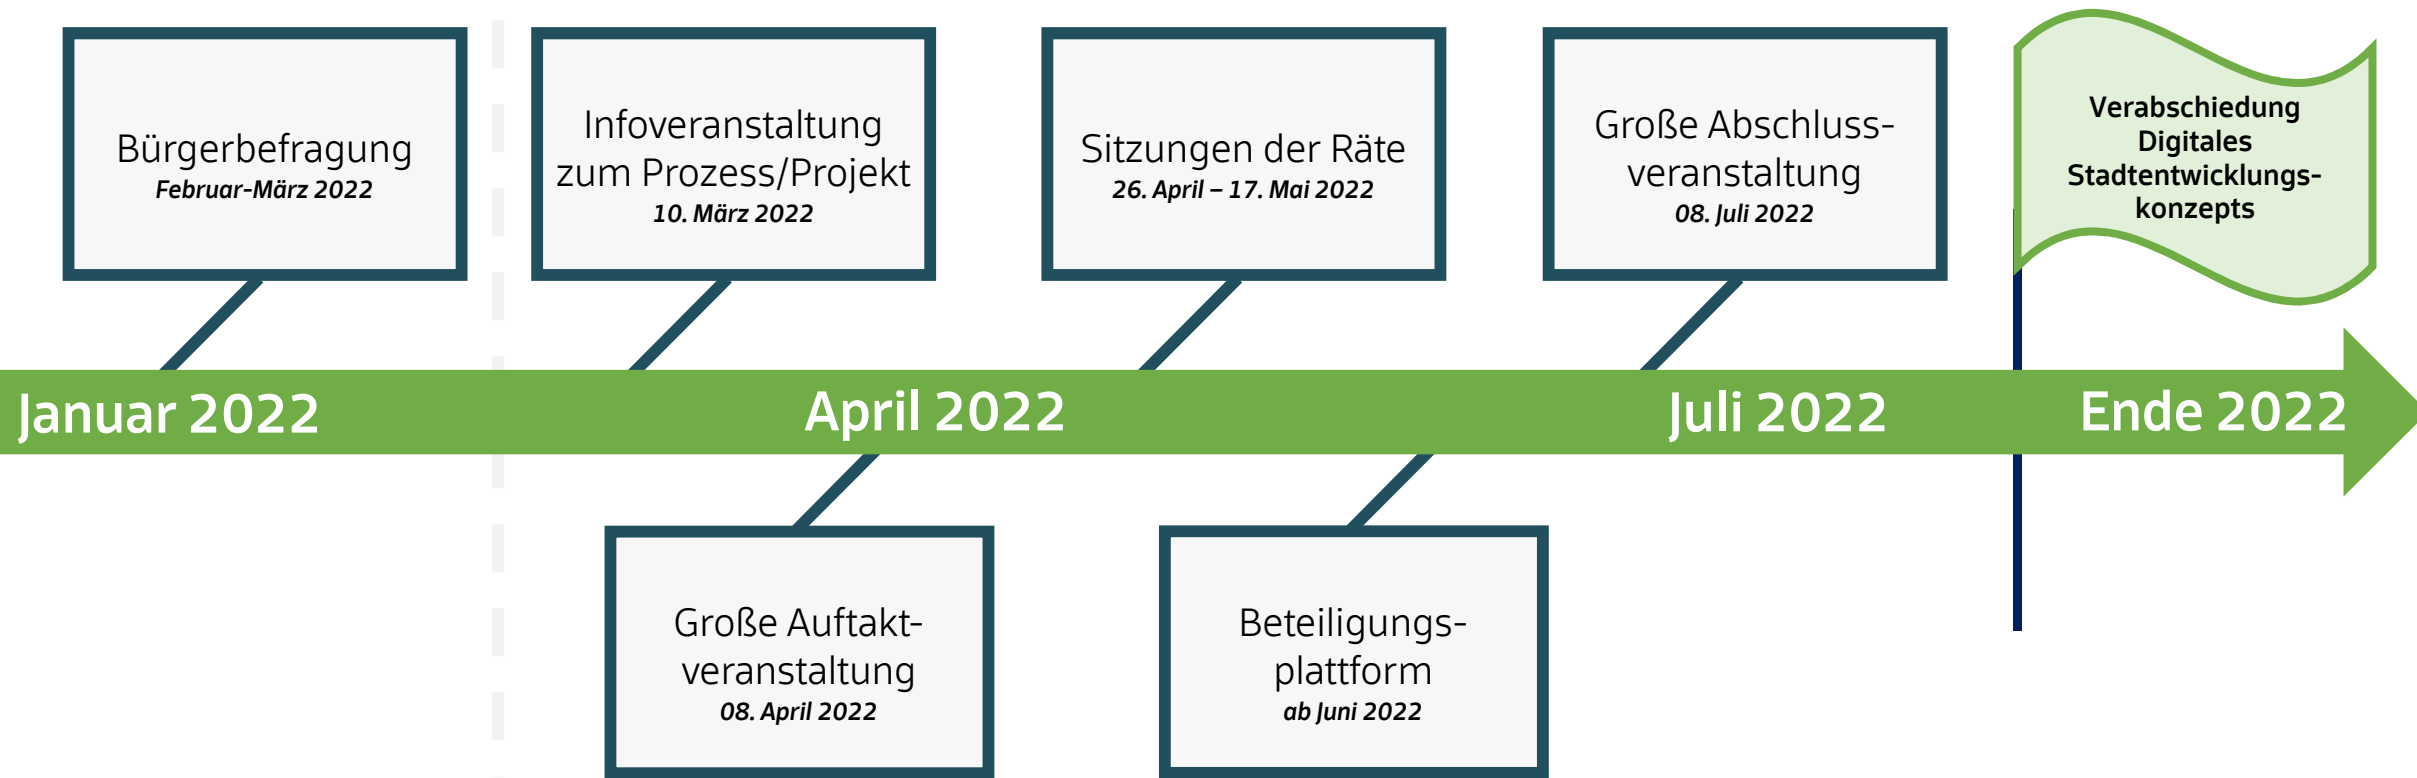 Bürgerbefragung
Februar-März 2022
Infoveranstaltung
zum Prozess/Projekt
10. März 2022
Sitzungen der Räte
26. April – 17. Mai 2022
Große Abschluss-
veranstaltung
08. Juli 2022
Verabschiedung
Digitales
Stadtentwicklungs-
konzepts
Januar 2022
April 2022
Juli 2022
Ende 2022
Große Auftakt-
veranstaltung
08. April 2022
Beteiligungs-
plattform
ab Juni 2022